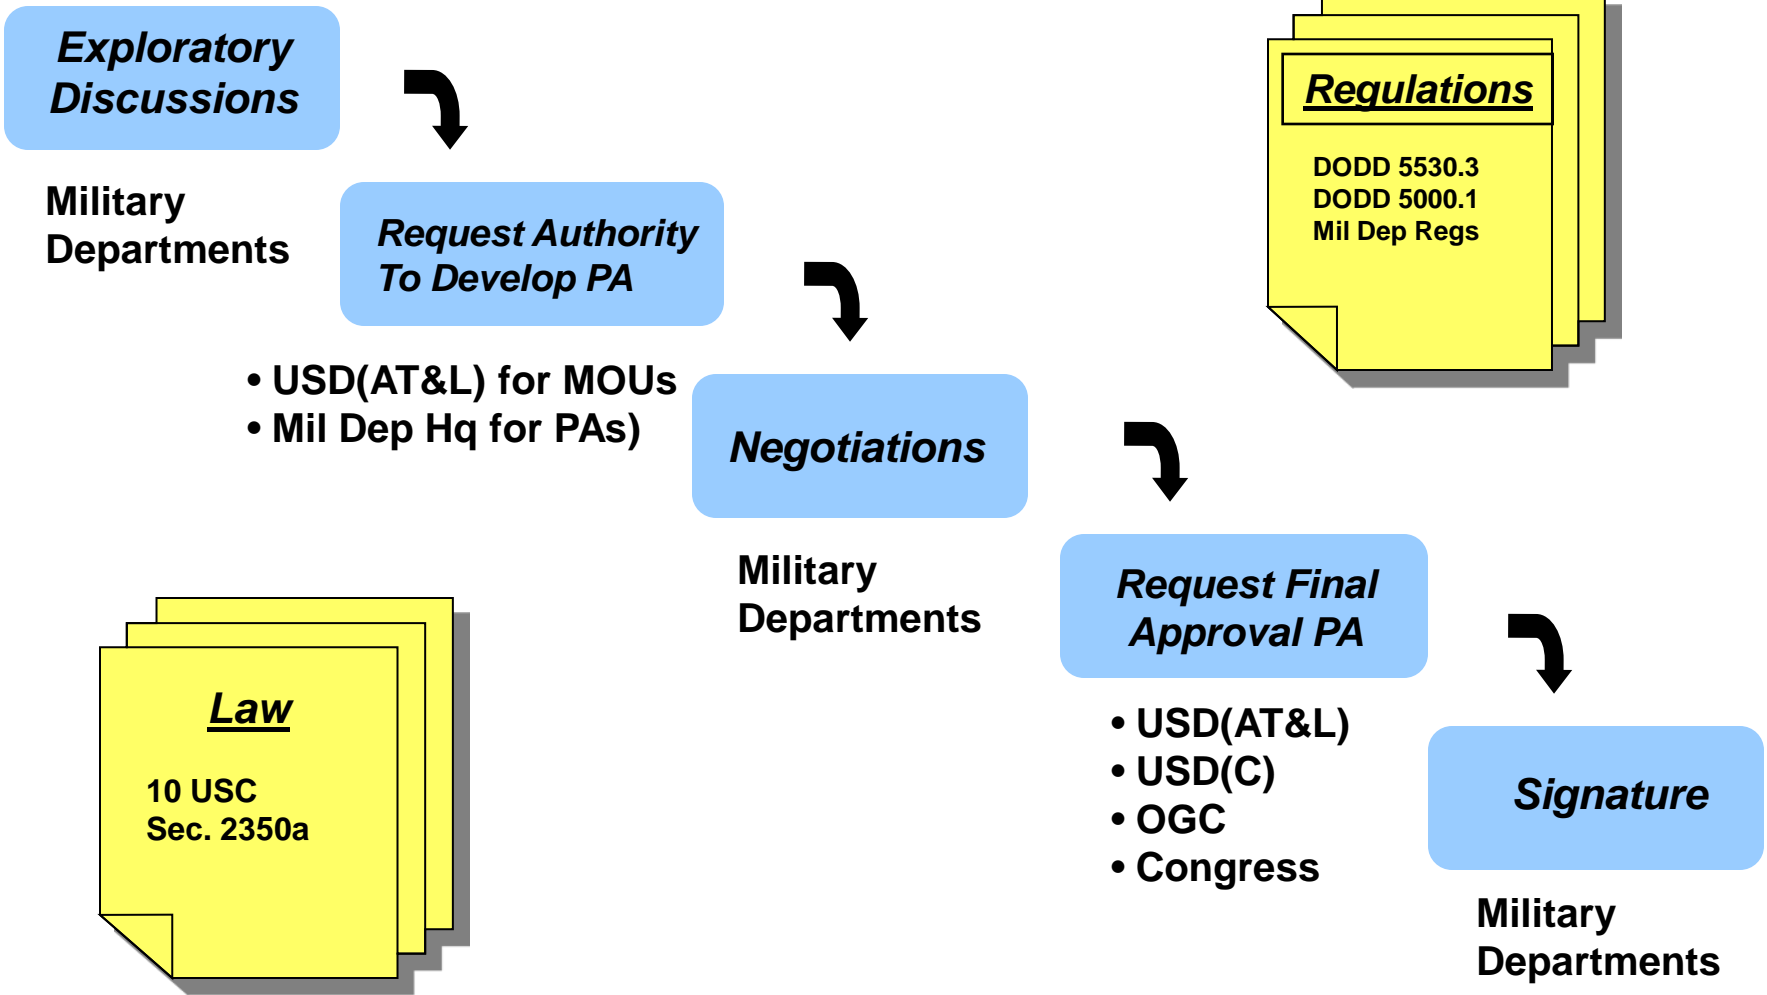 Exploratory
Discussions
Military
Departments
Request Authority
To Develop PA
• USD(AT&L) for MOUs
• Mil Dep Hq for PAs)
Negotiations
Military
Departments
Request Final
Approval PA
• USD(AT&L)
• USD(C)
• OGC
• Congress
Signature
Military
Departments
Regulations
DODD 5530.3
DODD 5000.1
Mil Dep Regs
Law
10 USC
Sec. 2350a